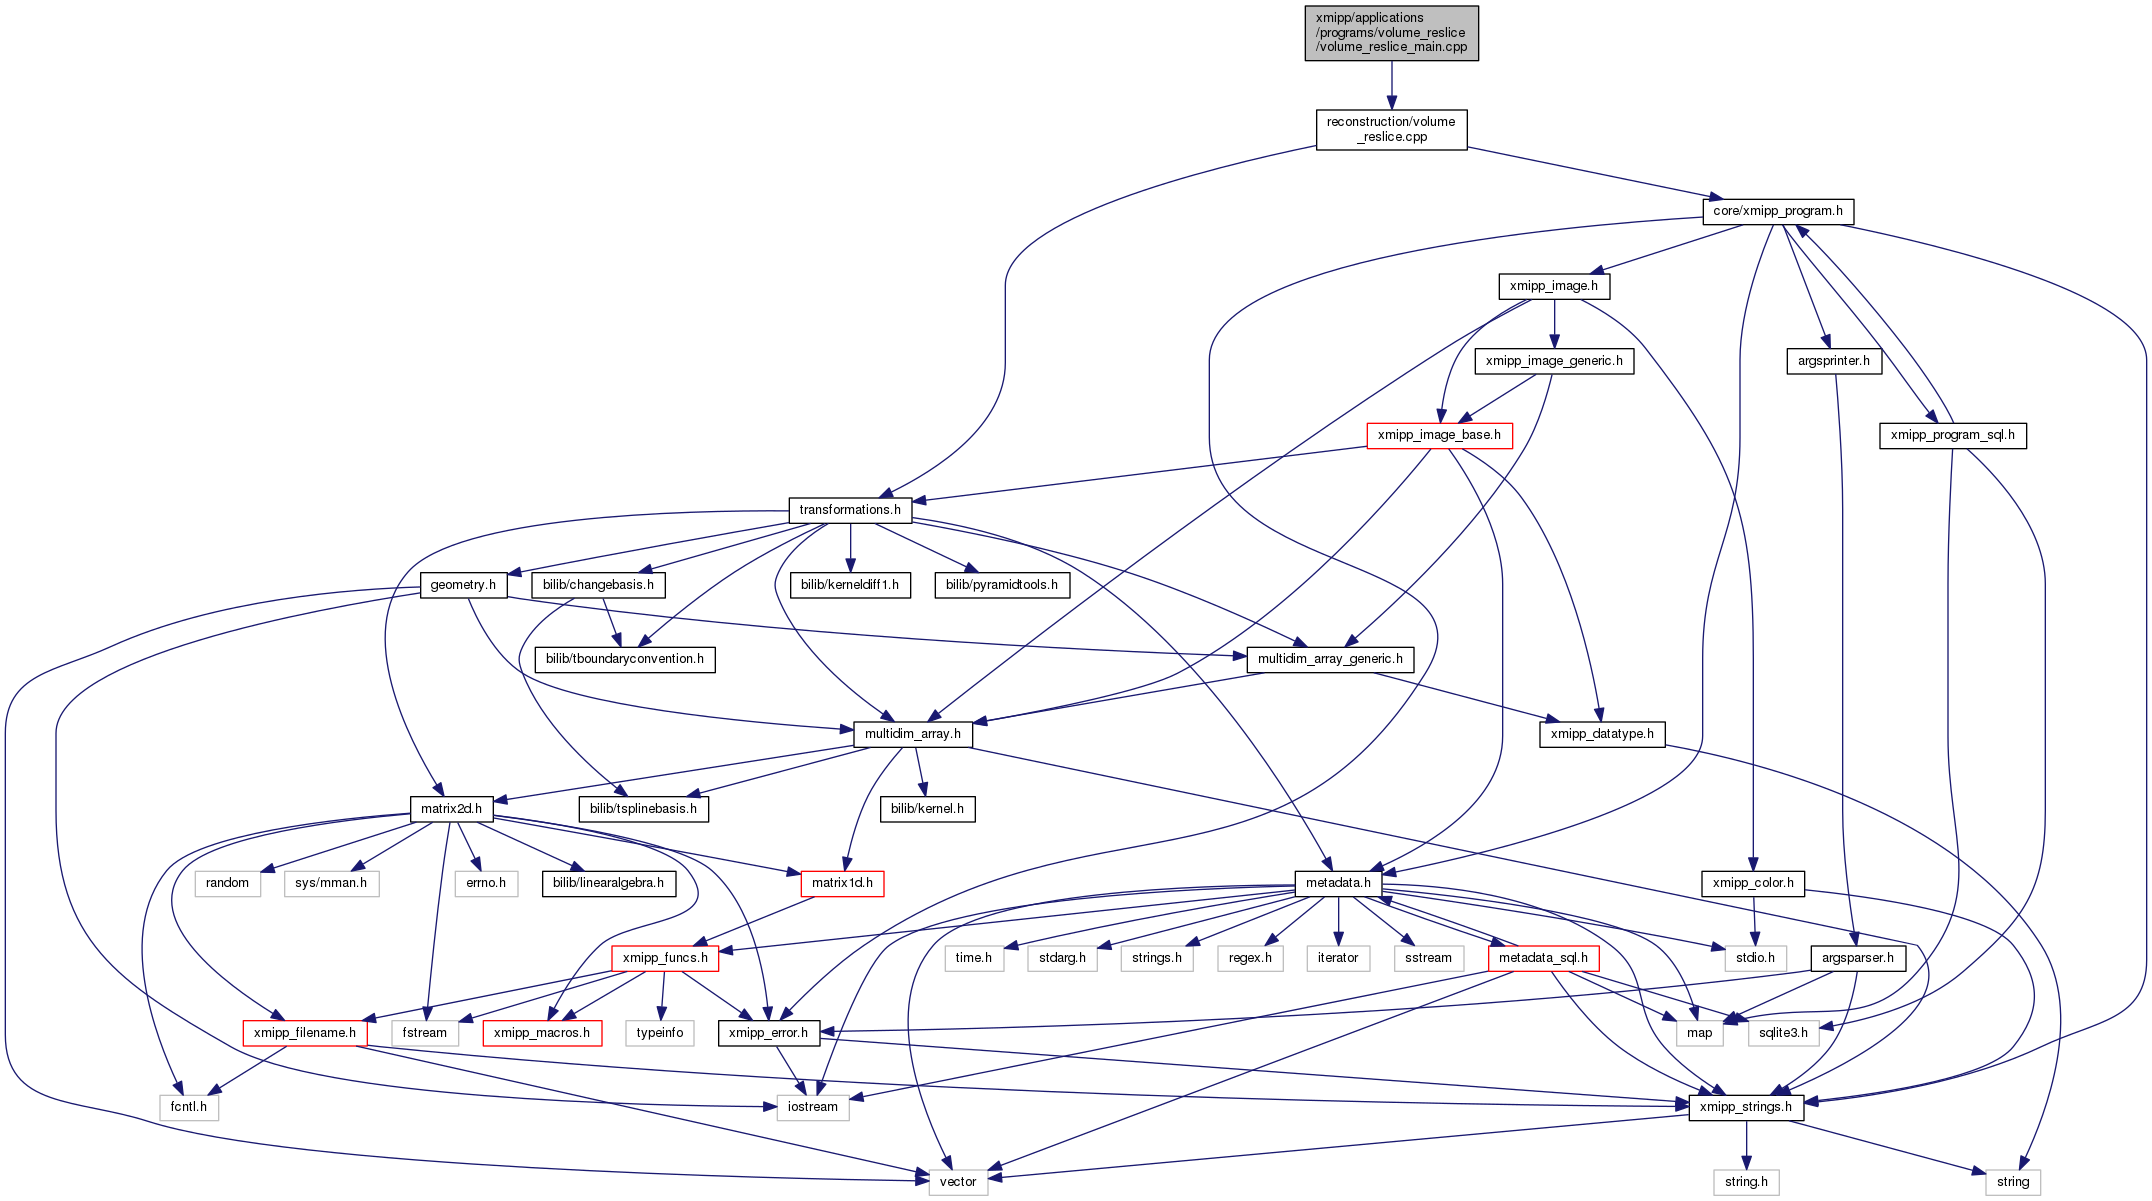 xmipp/applications
/programs/volume_reslice
/volume_reslice_main.cpp
reconstruction/volume
_reslice.cpp
core/xmipp_program.h
xmipp_image.h
xmipp_image_generic.h
argsprinter.h
xmipp_image_base.h
xmipp_program_sql.h
transformations.h
geometry.h
bilib/changebasis.h
bilib/kerneldiff1.h
bilib/pyramidtools.h
bilib/tboundaryconvention.h
multidim_array_generic.h
multidim_array.h
xmipp_datatype.h
matrix2d.h
bilib/tsplinebasis.h
bilib/kernel.h
random
sys/mman.h
errno.h
bilib/linearalgebra.h
matrix1d.h
metadata.h
xmipp_color.h
xmipp_funcs.h
time.h
stdarg.h
strings.h
regex.h
iterator
sstream
metadata_sql.h
stdio.h
argsparser.h
xmipp_filename.h
fstream
xmipp_macros.h
typeinfo
xmipp_error.h
map
sqlite3.h
fcntl.h
iostream
xmipp_strings.h
vector
string.h
string